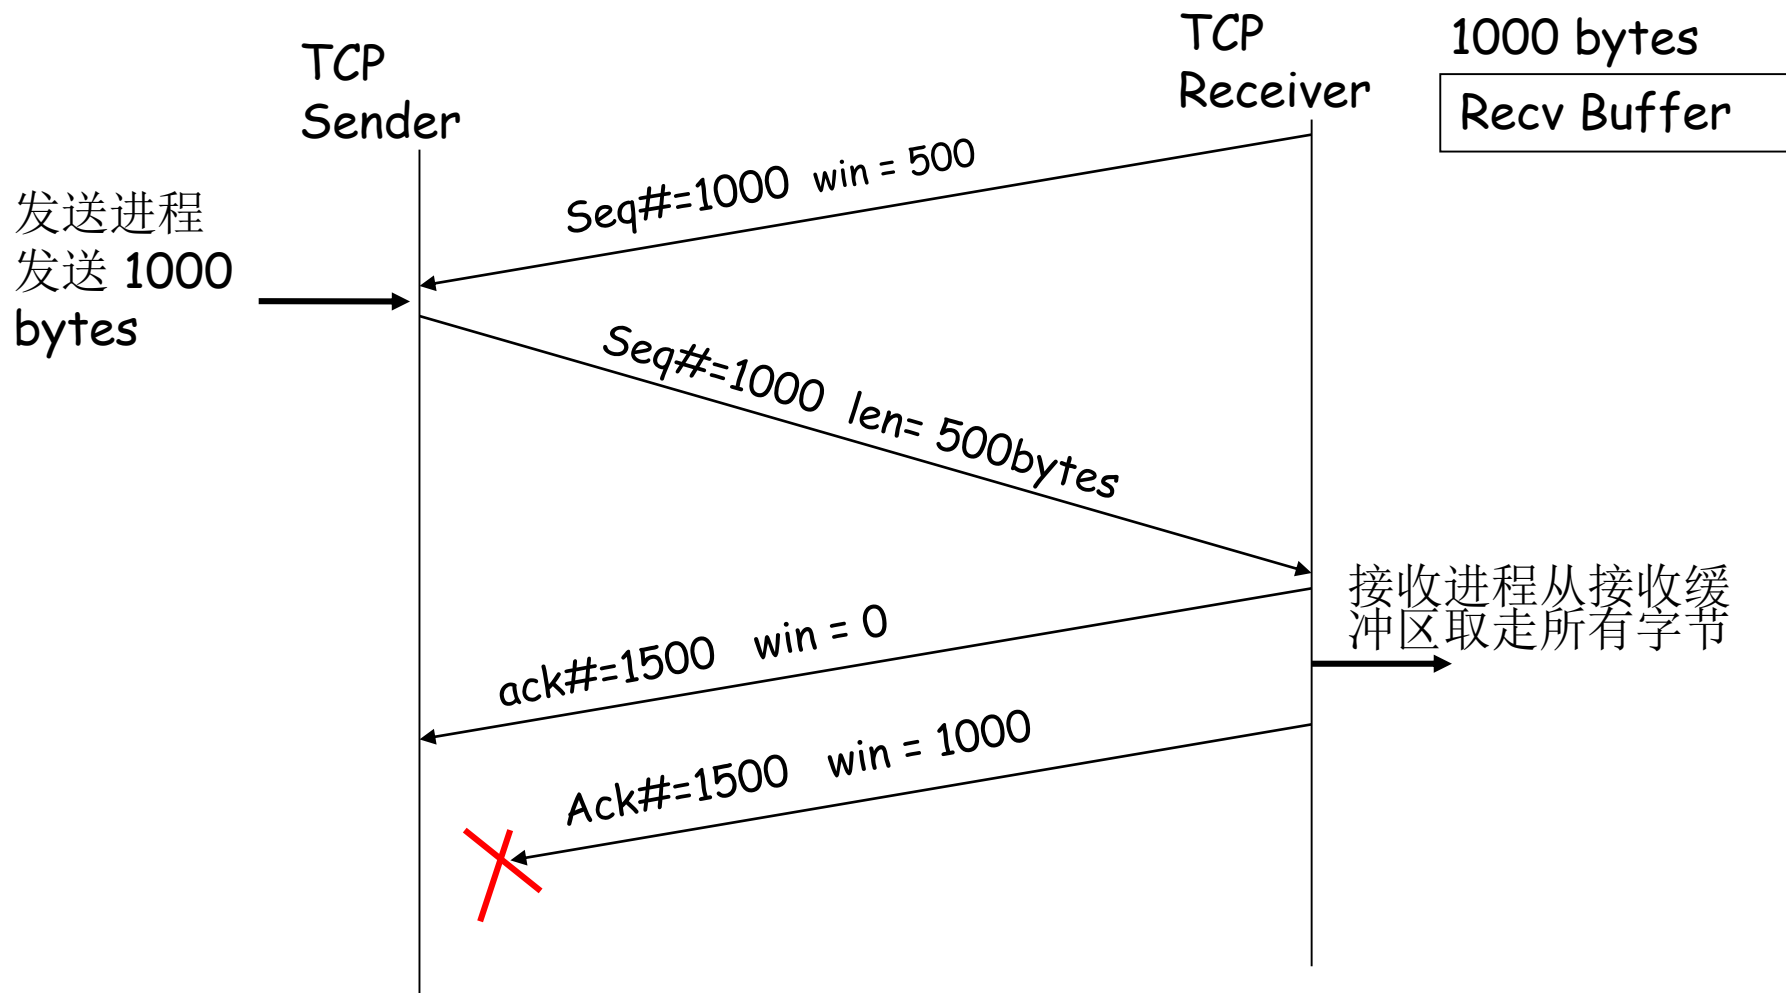 TCP
Sender
TCP
Receiver
1000 bytes
Recv Buffer
Seq#=1000 win = 500
发送进程
发送 1000
bytes
Seq#=1000 len= 500bytes
接收进程从接收缓
冲区取走所有字节
ack#=1500 win = 0
Ack#=1500 win = 1000